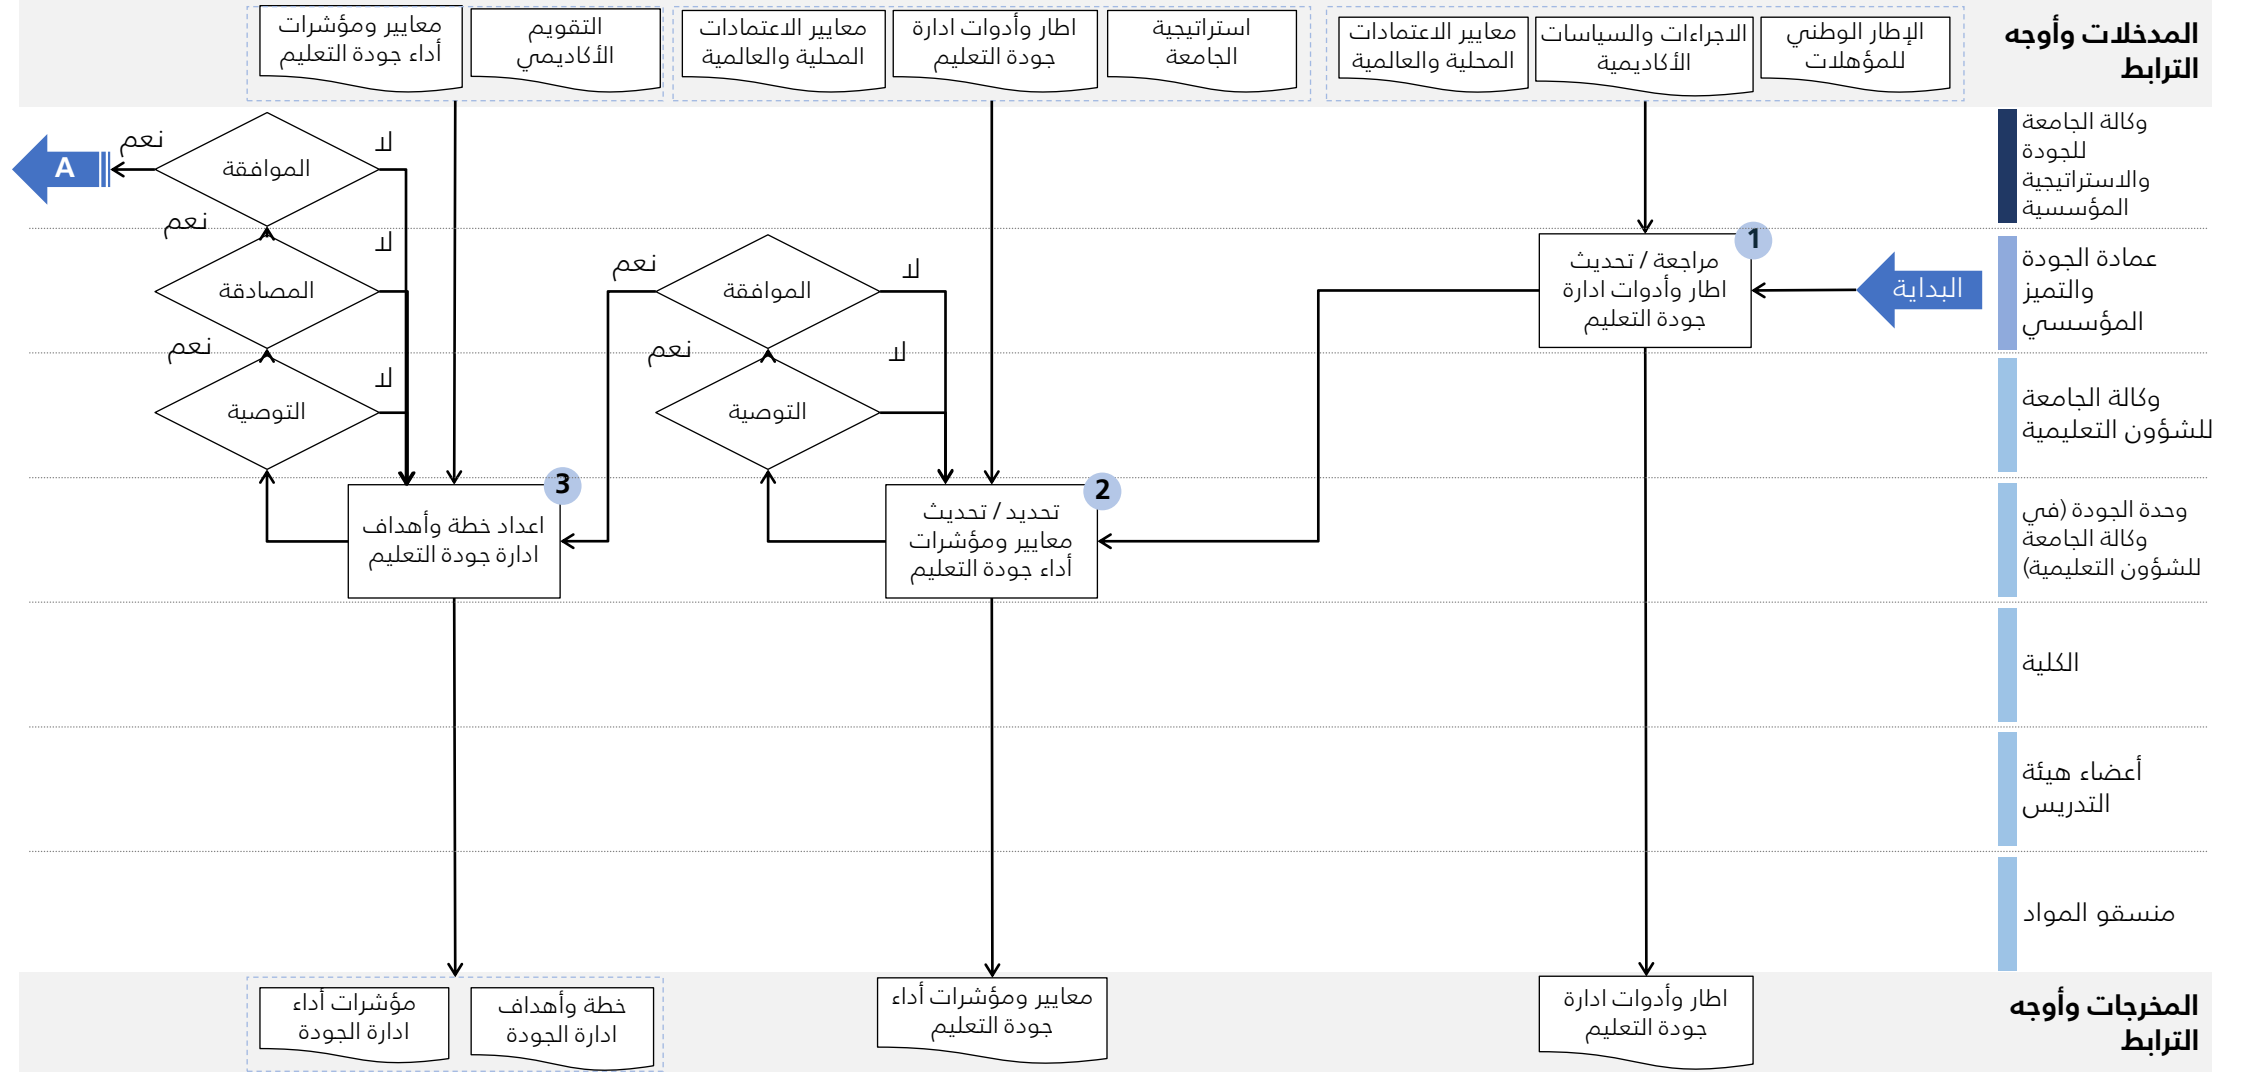 المدخلات وأوجه
الترابط
الإطار الوطني
للمؤهلات
الاجراءات والسياسات
الأكاديمية
معايير الاعتمادات
المحلية والعالمية
استراتيجية
الجامعة
اطار وأدوات ادارة
جودة التعليم
معايير الاعتمادات
المحلية والعالمية
التقويم
الأكاديمي
معايير ومؤشرات
أداء جودة التعليم
وكالة الجامعة
للجودة
والاستراتيجية
المؤسسية
لا
الموافقة
نعم
A
عمادة الجودة
والتميز
المؤسسي
البداية
1
مراجعة / تحديث
اطار وأدوات ادارة
جودة التعليم
لا
الموافقة
نعم
لا
المصادقة
نعم
وكالة الجامعة
للشؤون التعليمية
لا
التوصية
نعم
لا
التوصية
نعم
وحدة الجودة (في
وكالة الجامعة
للشؤون التعليمية)
2
تحديد / تحديث
معايير ومؤشرات
أداء جودة التعليم
3
اعداد خطة وأهداف
ادارة جودة التعليم
الكلية
أعضاء هيئة
التدريس
منسقو المواد
المخرجات وأوجه
الترابط
اطار وأدوات ادارة
جودة التعليم
معايير ومؤشرات أداء
جودة التعليم
خطة وأهداف
ادارة الجودة
مؤشرات أداء
ادارة الجودة